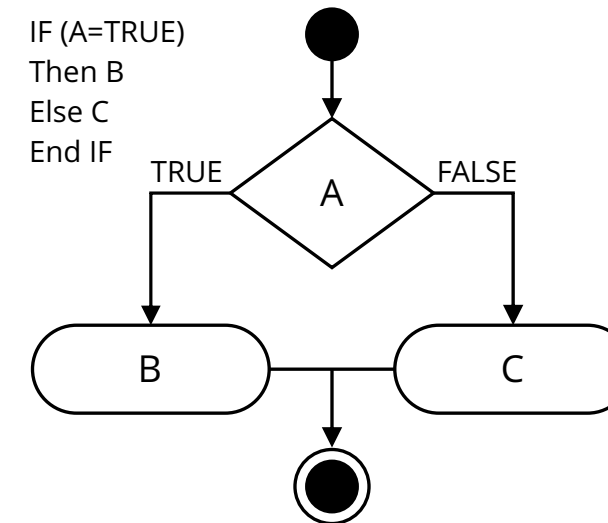 IF (A=TRUE)
Then B
Else C
End IF
TRUE
FALSE
A
B
C